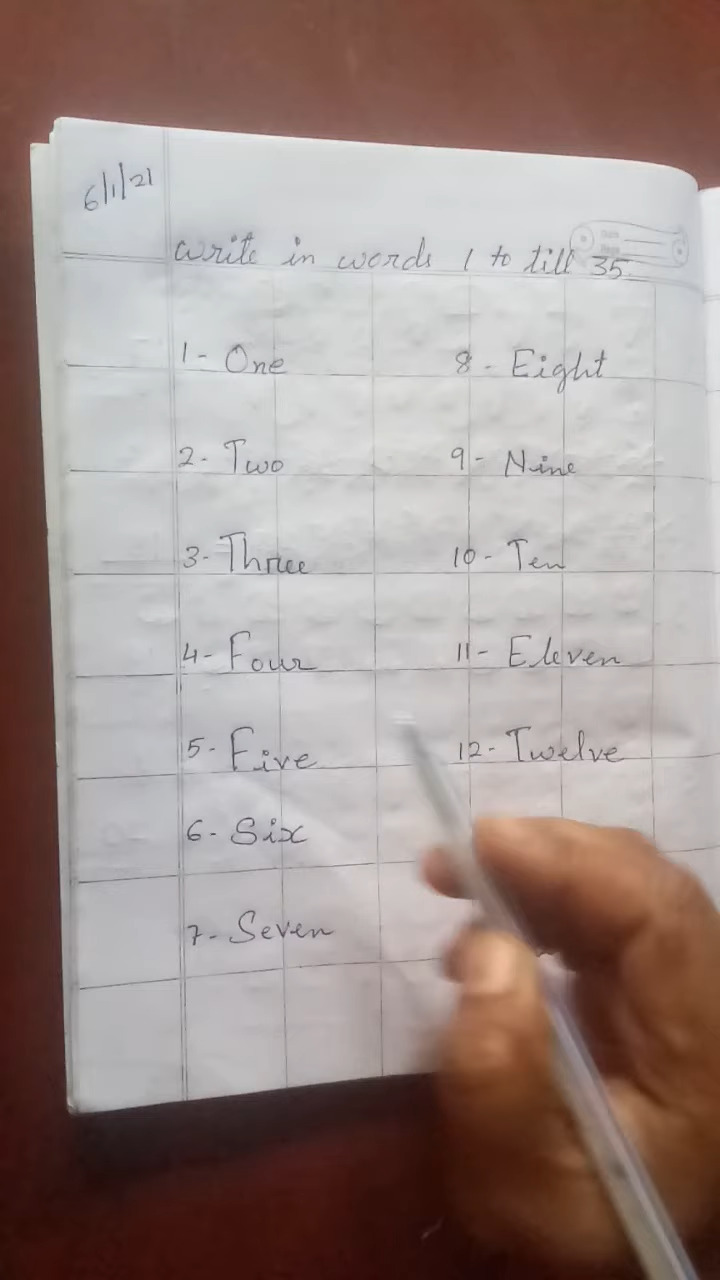 6/1/21
write in words 1 to till 35
1- One
2- Two
3- Three
4- Four
5- Five
6- Six
7- Seven
8- Eight
9- Nine
10- Ten
11- Eleven
12- Twelve